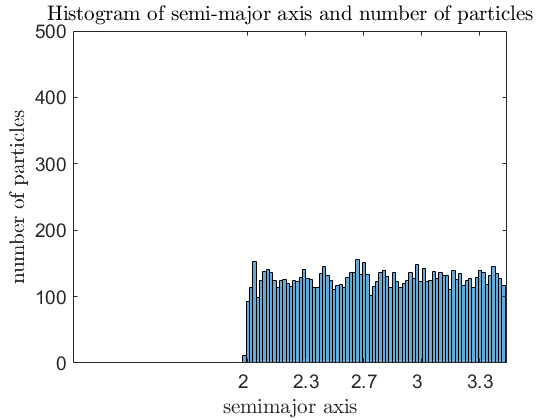 Histogram of semi-major axis and number of particles
500
400
300
200
100
0
number of particles
2 2.3 2.7 3 3.3
semimajor axis